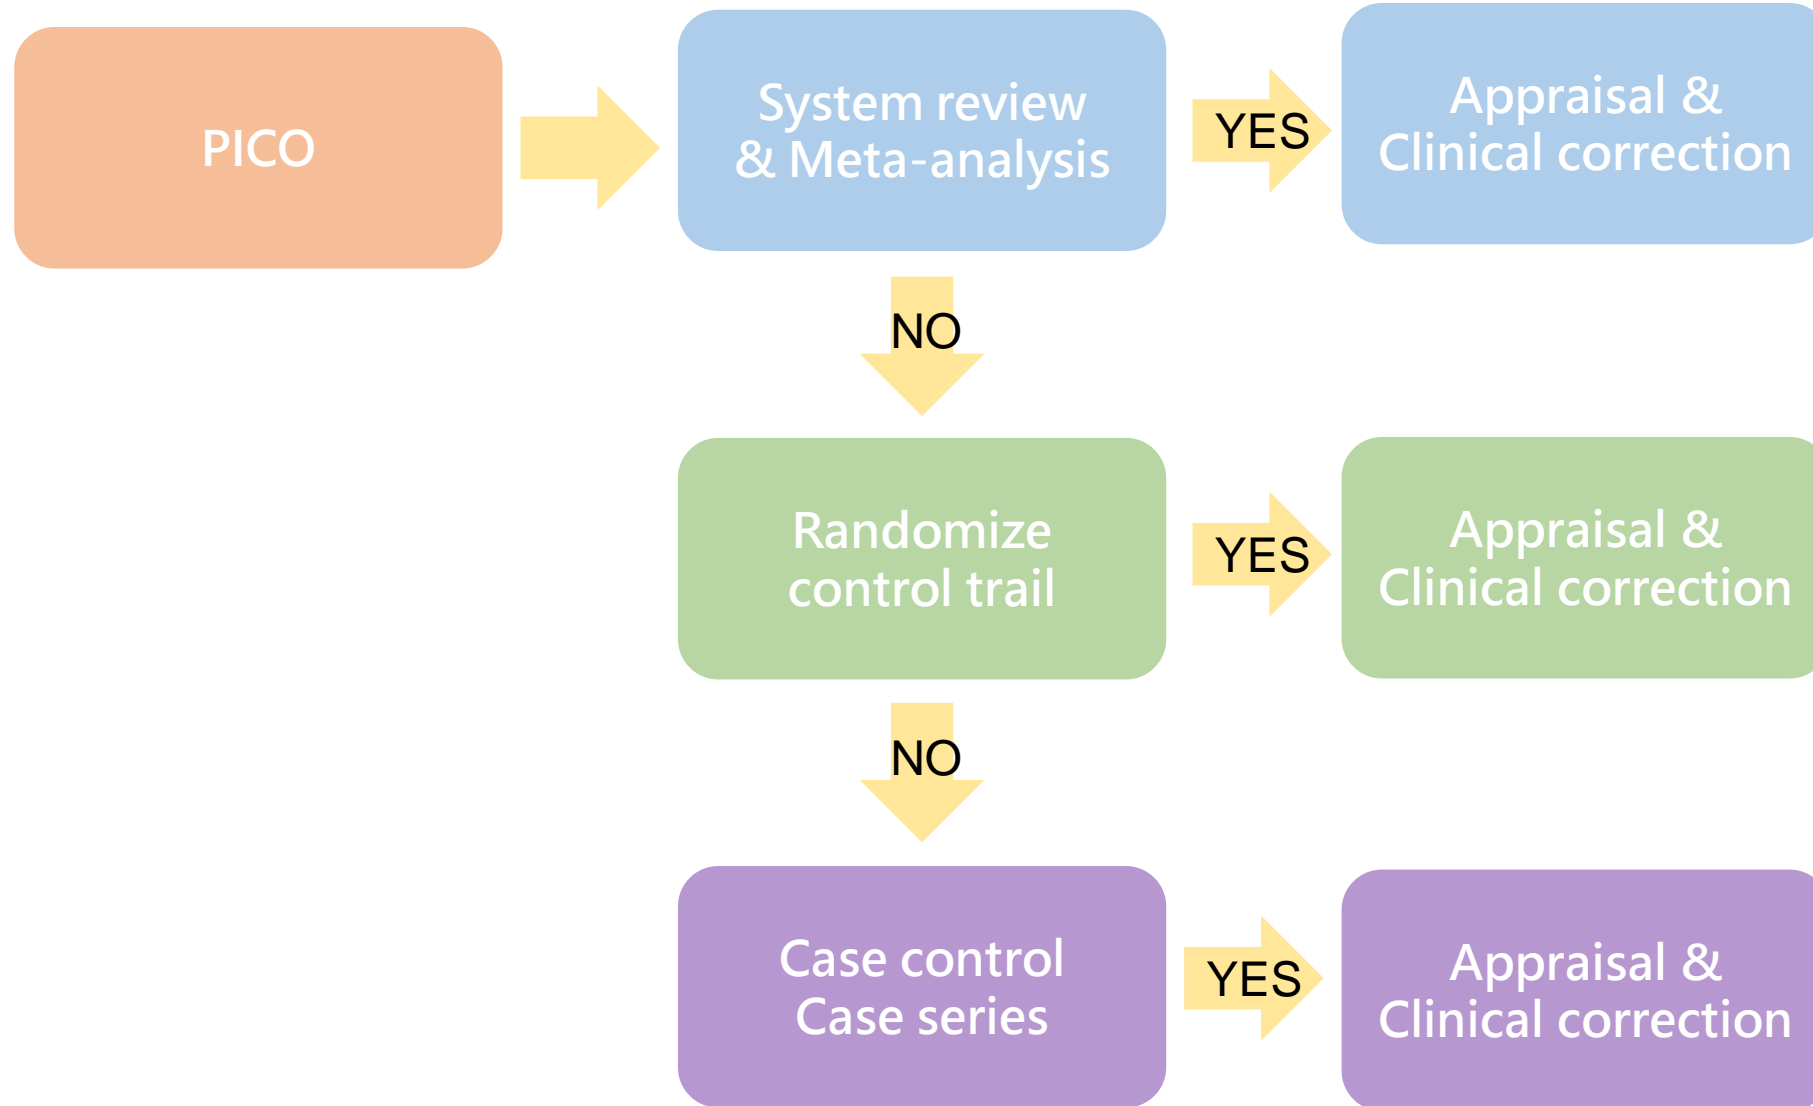 PICO
System review
& Meta-analysis
YES
Appraisal &
Clinical correction
NO
Randomize
control trail
YES
Appraisal &
Clinical correction
NO
Case control
Case series
YES
Appraisal &
Clinical correction